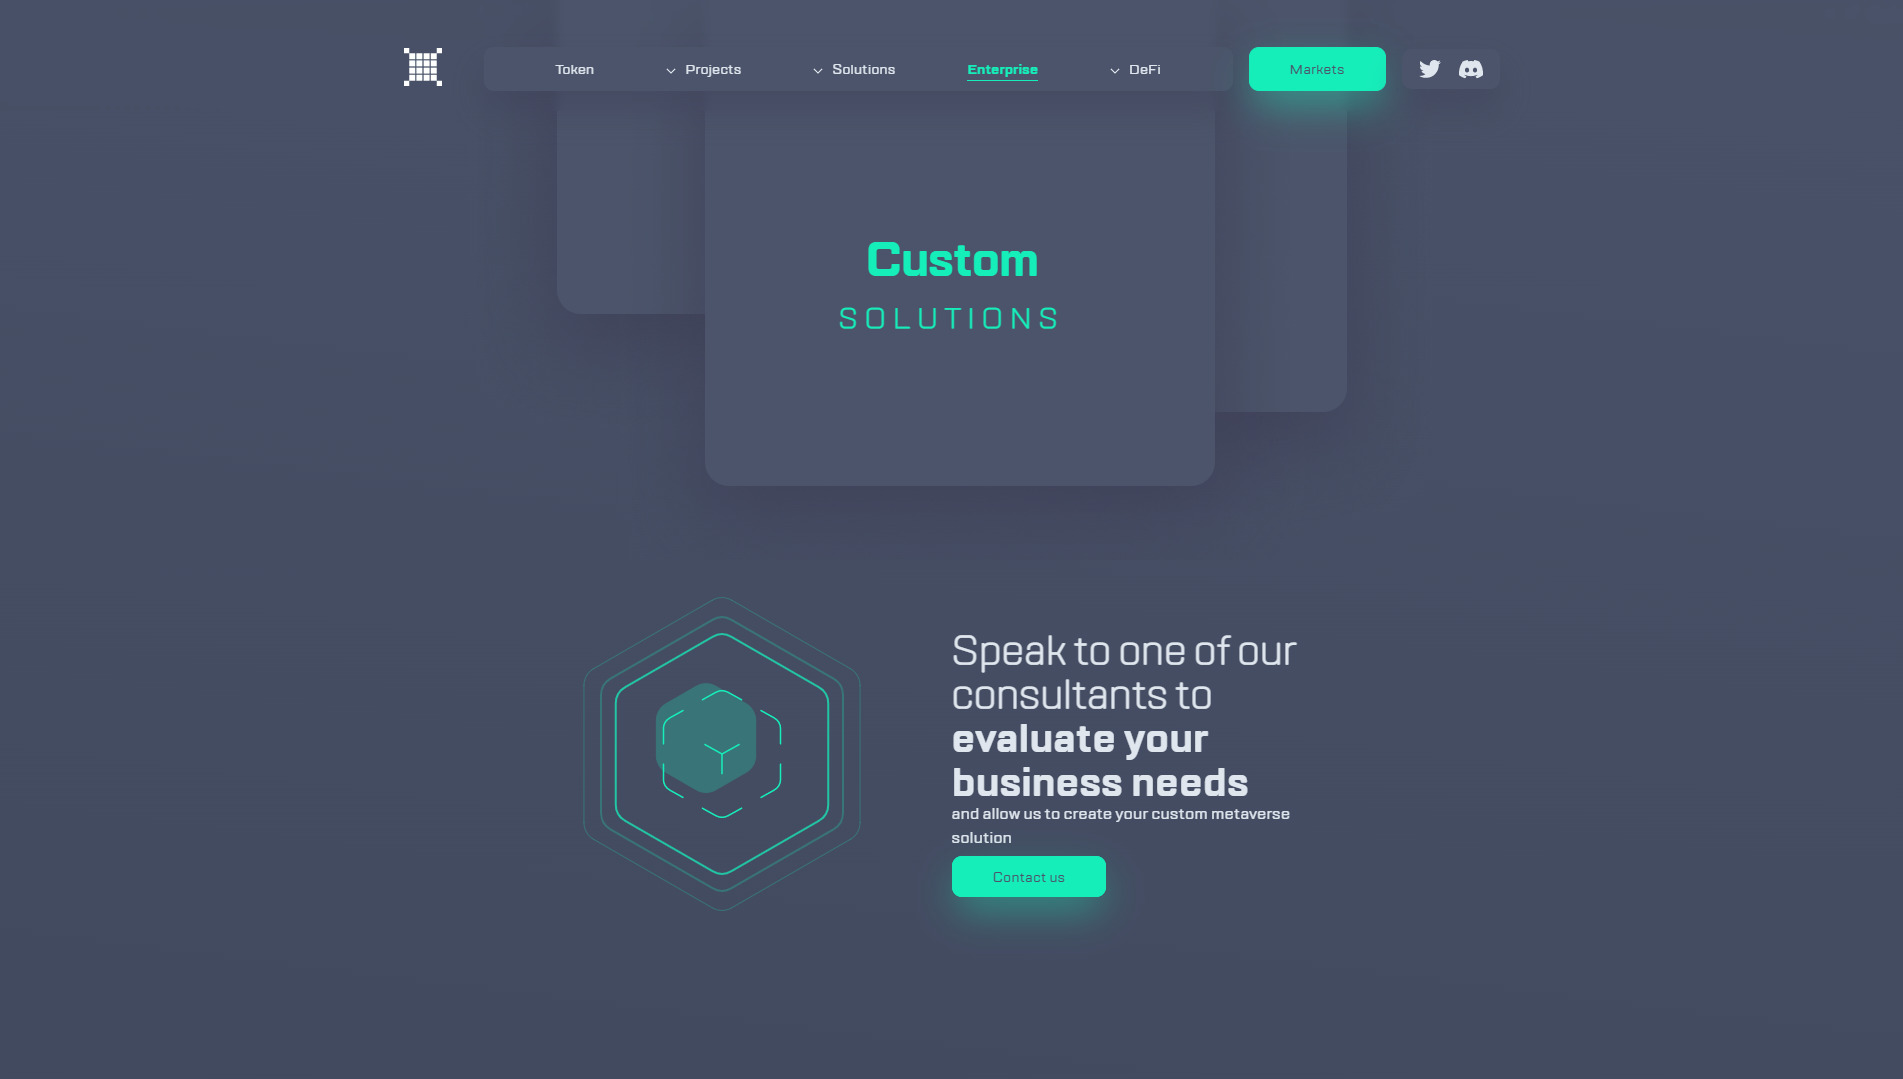 Token
Projects
Solutions
Enterprise
DeFi
Markets
Custom
SOLUTIONS
Speak to one of our
consultants to
evaluate your
business needs
and allow us to create your custom metaverse
solution
Contact us